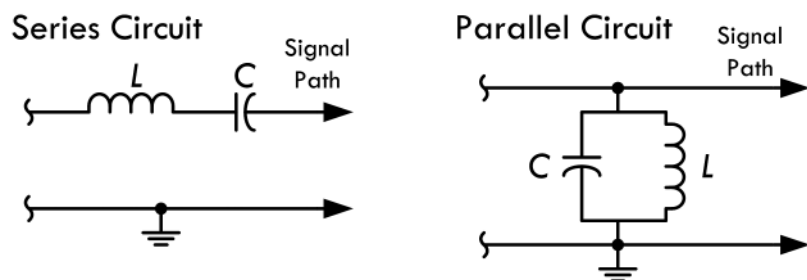 Series Circuit
Signal
Path
L
C
Parallel Circuit
Signal
Path
C
L